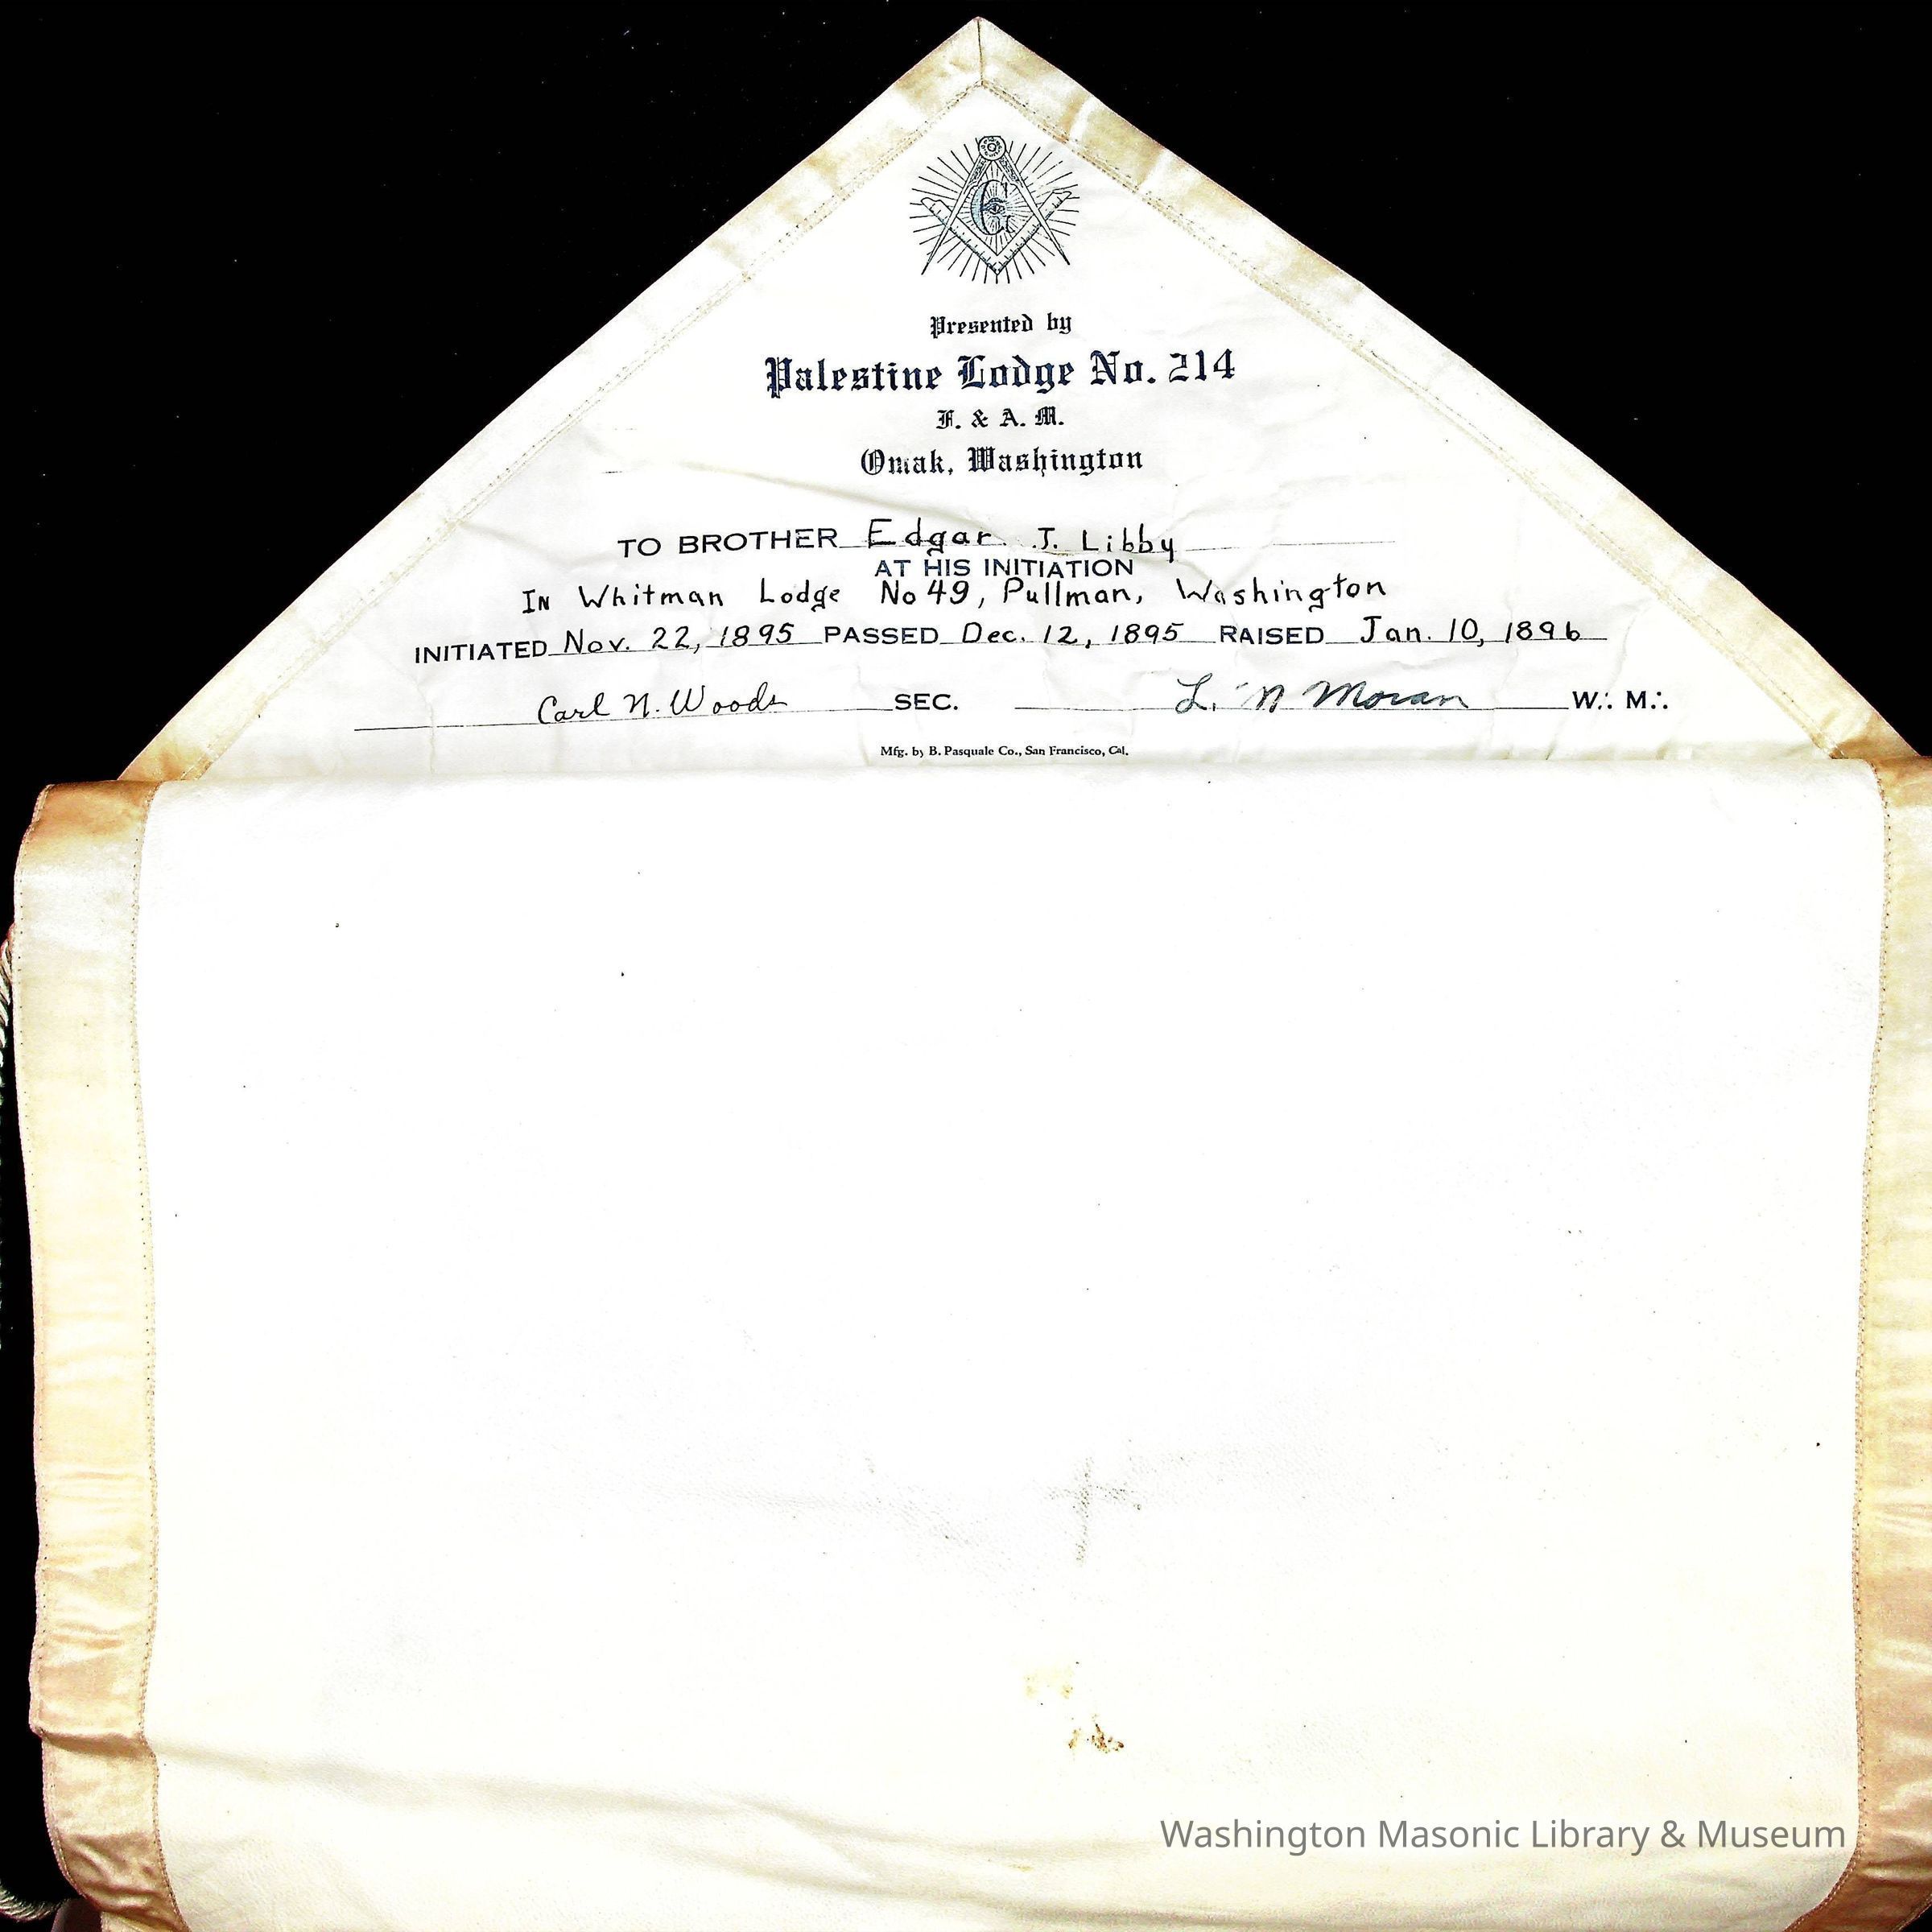 G
Presented by
Palestine Lodge No. 214
F. & A. M.
Omak, Washington
TO BROTHER Edgar J. Libby
AT HIS INITIATION
In Whitman Lodge No 49, Pullman, Washington
INITIATED Nov. 22, 1895 PASSED Dec. 12, 1895 RAISED Jan. 10, 1896
Carl N. Woods SEC. L. N Moran W∴ M∴
Mfg. by B. Pasquale Co., San Francisco, Cal.
Washington Masonic Library & Museum